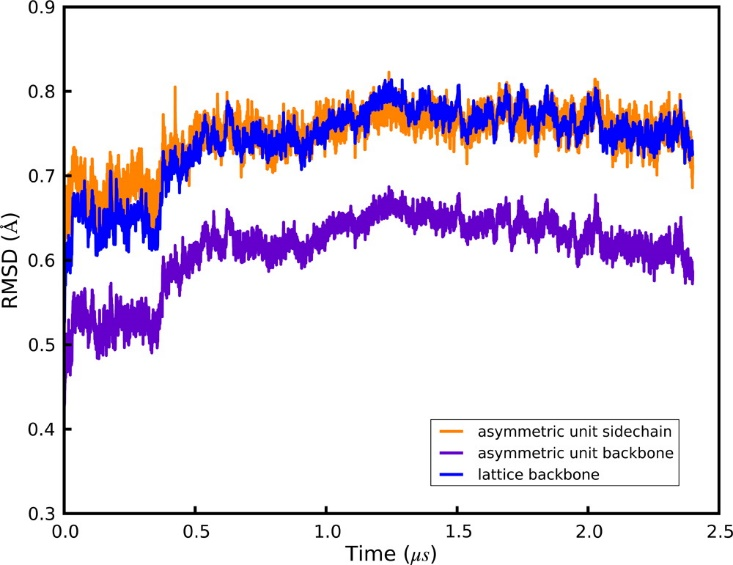 0.9
0.8
0.7
0.6
0.5
0.4
0.3
RMSD (Å)
asymmetric unit sidechain
asymmetric unit backbone
lattice backbone
0.0 0.5 1.0 1.5 2.0 2.5
Time (μs)